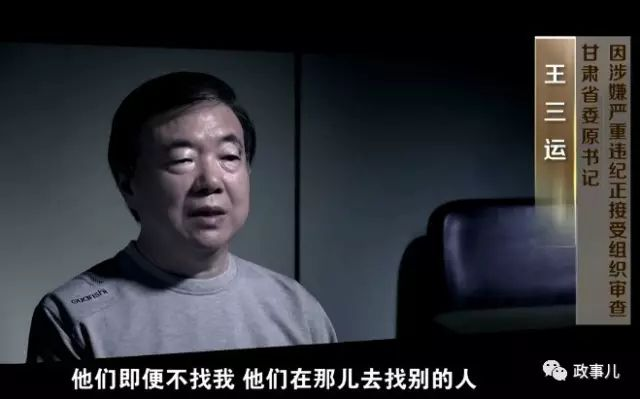 因涉嫌严重违纪正接受组织审查
甘肃省委原书记
王三运
Guanshi
他们即便不找我 他们在那儿去找别的人
政事儿